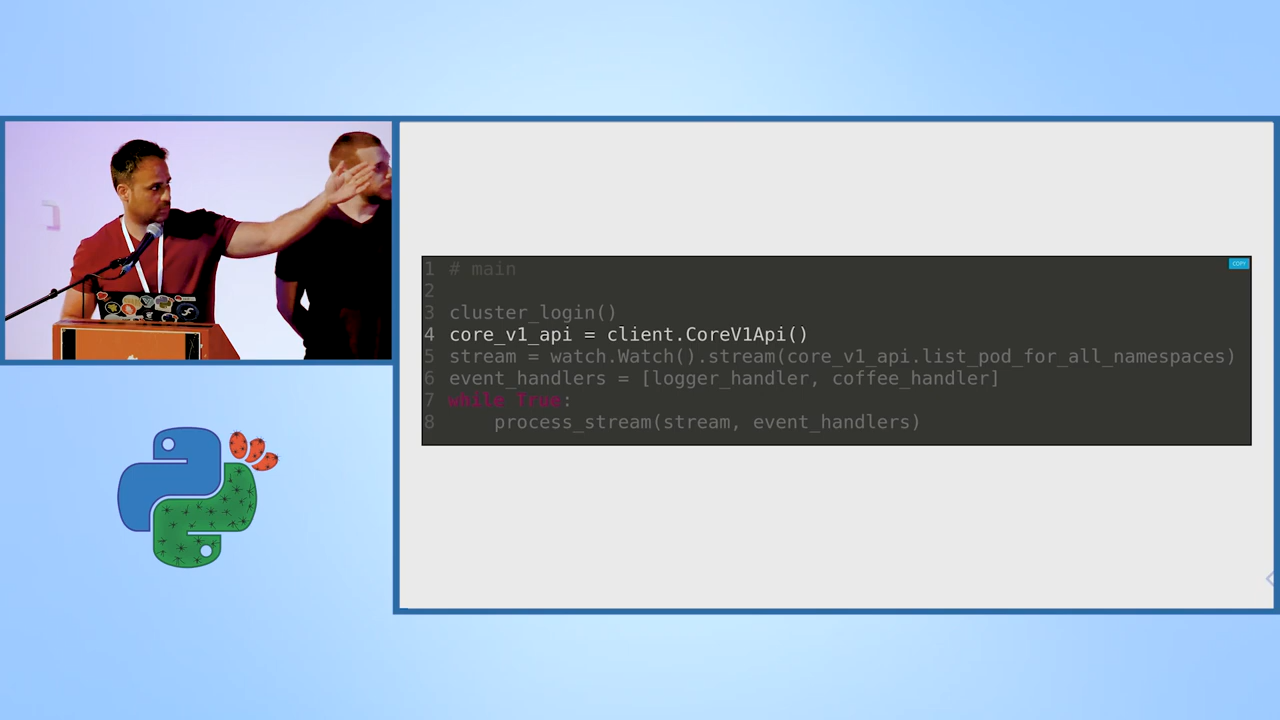 1 # main
2
3 cluster_login()
4 core_v1_api = client.CoreV1Api()
5 stream = watch.Watch().stream(core_v1_api.list_pod_for_all_namespaces)
6 event_handlers = [logger_handler, coffee_handler]
7 while True:
8 process_stream(stream, event_handlers)
COPY